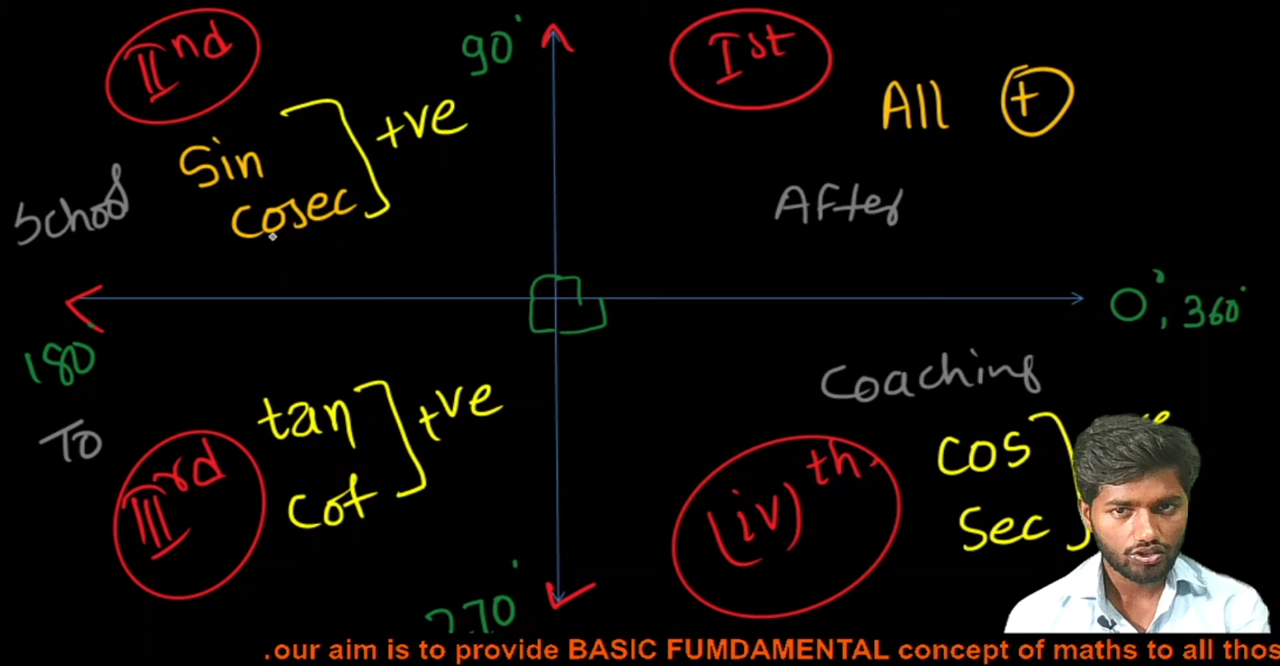 IInd
90°
Ist
All +
Sin
+ve
School
cosec
After
0°, 360°
180°
Coaching
tan
+ve
To
cot
IIIrd
cos
(iv)th
Sec
270°
.our aim is to provide BASIC FUMDAMENTAL concept of maths to all thos